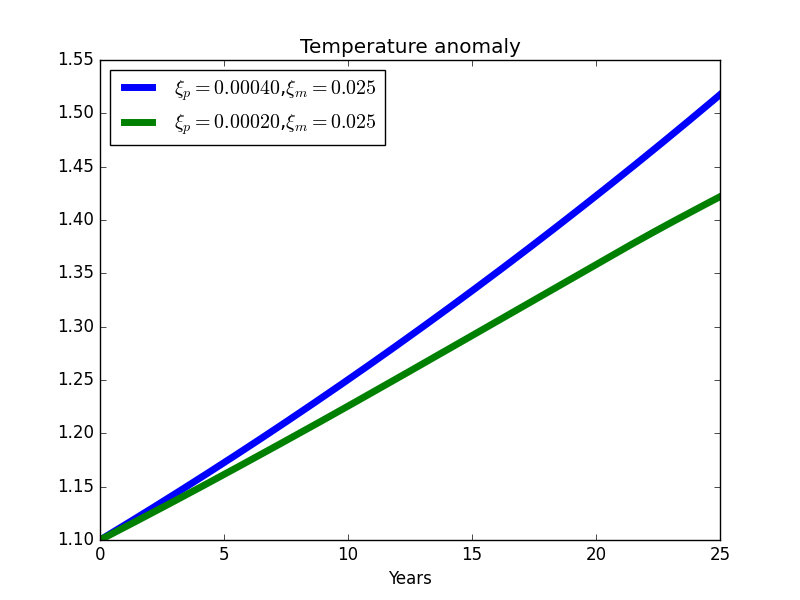 Temperature anomaly
1.55
1.50
1.45
1.40
1.35
1.30
1.25
1.20
1.15
1.10
ξp = 0.00040,ξm = 0.025
ξp = 0.00020,ξm = 0.025
0 5 10 15 20 25
Years